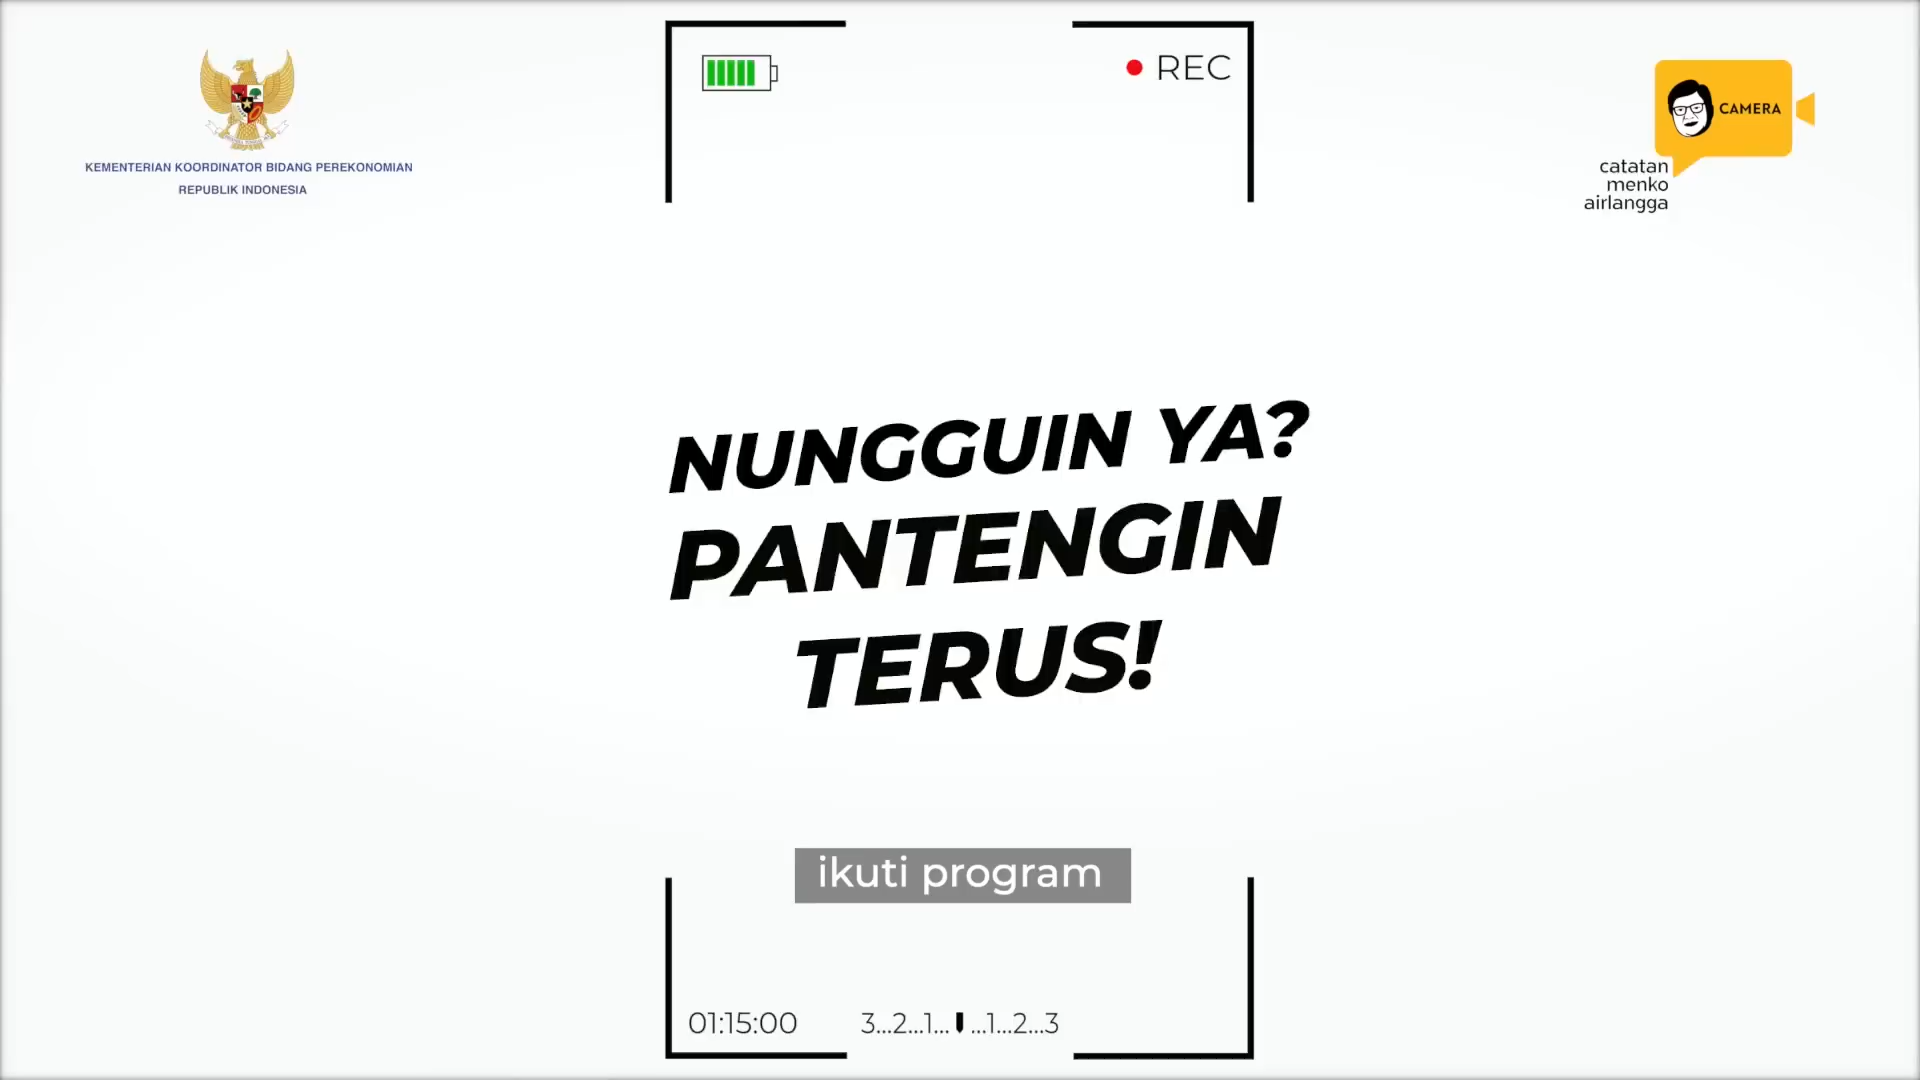 KEMENTERIAN KOORDINATOR BIDANG PEREKONOMIAN
REPUBLIK INDONESIA
REC
CAMERA
catatan
menko
airlangga
NUNGGUIN YA?
PANTENGIN
TERUS!
ikuti program
01:15:00
3...2...1... ...1...2...3